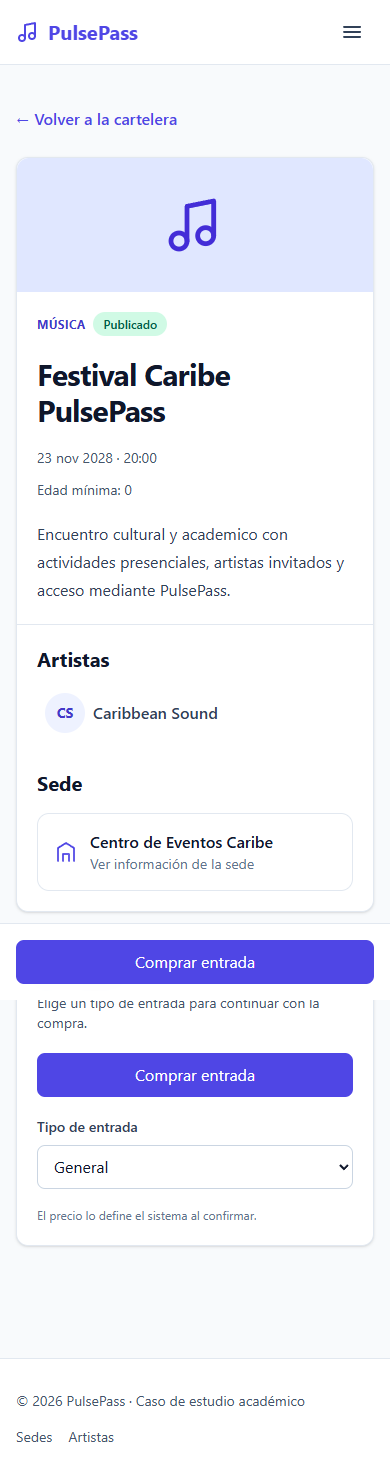 PulsePass
← Volver a la cartelera
MÚSICA Publicado
Festival Caribe
PulsePass
23 nov 2028 · 20:00
Edad mínima: 0
Encuentro cultural y academico con
actividades presenciales, artistas invitados y
acceso mediante PulsePass.
Artistas
CS Caribbean Sound
Sede
Centro de Eventos Caribe
Ver información de la sede
Comprar entrada
Elige un tipo de entrada para continuar con la
compra.
Comprar entrada
Tipo de entrada
General
El precio lo define el sistema al confirmar.
© 2026 PulsePass · Caso de estudio académico
Sedes Artistas